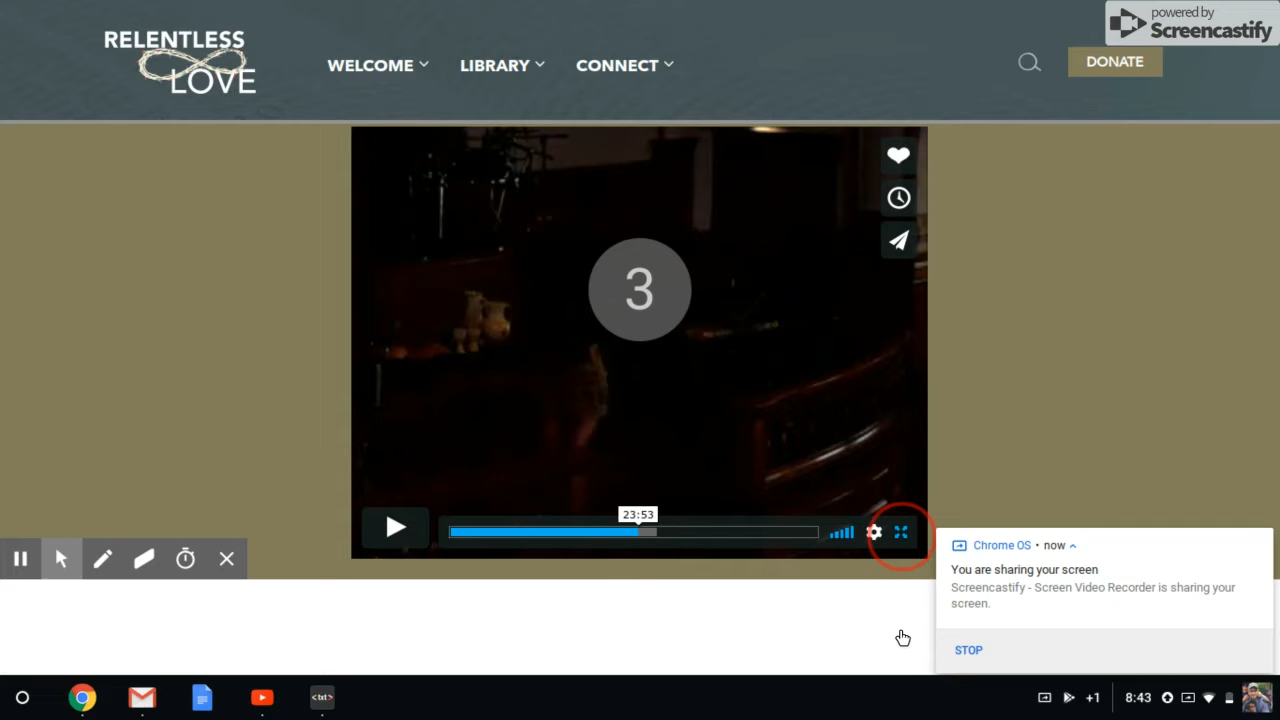 powered by
Screencastify
RELENTLESS
LOVE
WELCOME
LIBRARY
CONNECT
DONATE
3
23:53
Chrome OS • now
You are sharing your screen
Screencastify - Screen Video Recorder is sharing your
screen.
STOP
<txt>
+1
8:43